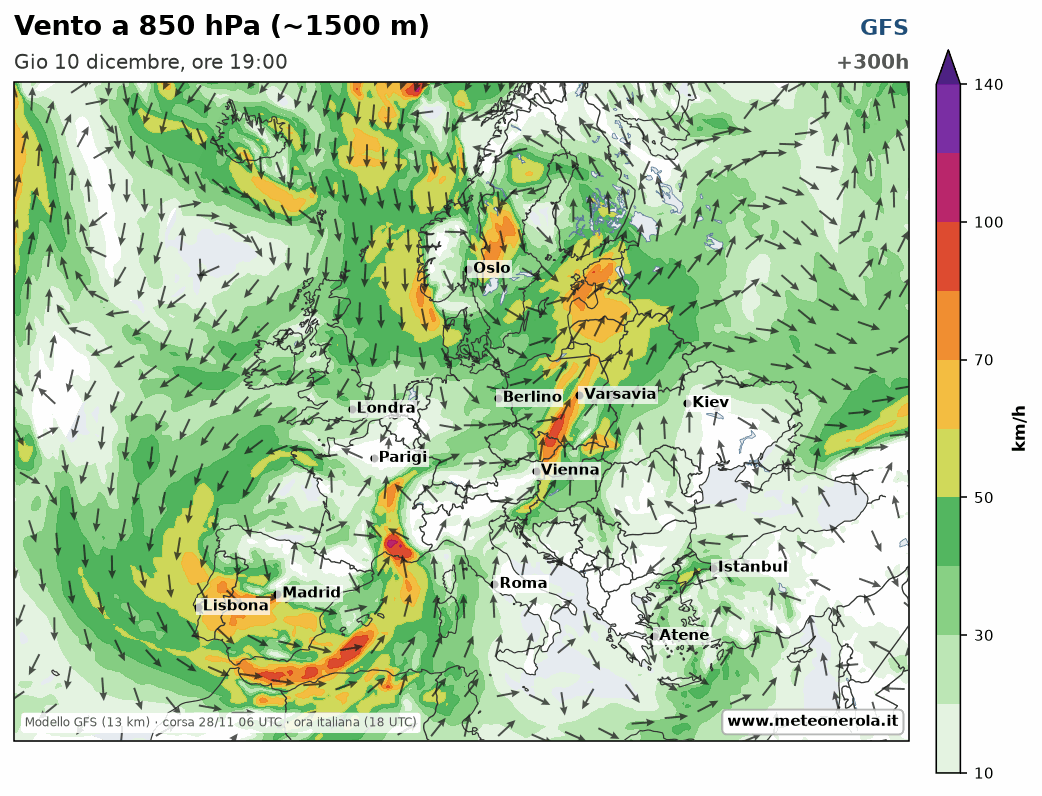 Vento a 850 hPa (~1500 m)
GFS
Gio 10 dicembre, ore 19:00
+300h
140
100
70
50
30
10
km/h
Oslo
Berlino
Varsavia
Kiev
Londra
Parigi
Vienna
Istanbul
Roma
Madrid
Lisbona
Atene
Modello GFS (13 km) · corsa 28/11 06 UTC · ora italiana (18 UTC)
www.meteonerola.it